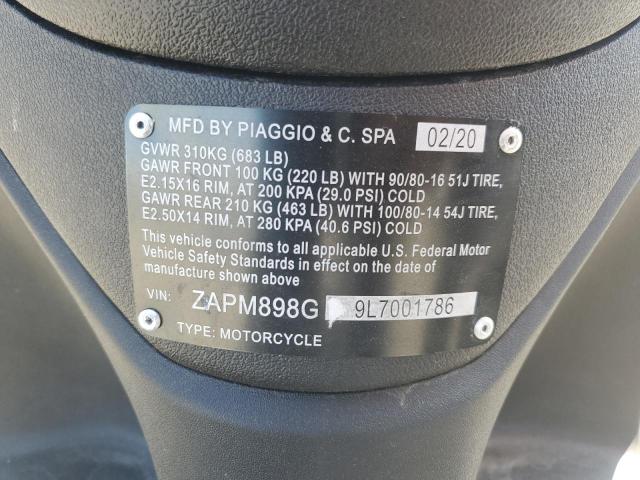 MFD BY PIAGGIO & C. SPA 02/20
GVWR 310KG (683 LB)
GAWR FRONT 100 KG (220 LB) WITH 90/80-16 51J TIRE,
E2.15X16 RIM, AT 200 KPA (29.0 PSI) COLD
GAWR REAR 210 KG (463 LB) WITH 100/80-14 54J TIRE,
E2.50X14 RIM, AT 280 KPA (40.6 PSI) COLD
This vehicle conforms to all applicable U.S. Federal Motor
Vehicle Safety Standards in effect on the date of
manufacture shown above
VIN: ZAPM898G 9L7001786
TYPE: MOTORCYCLE